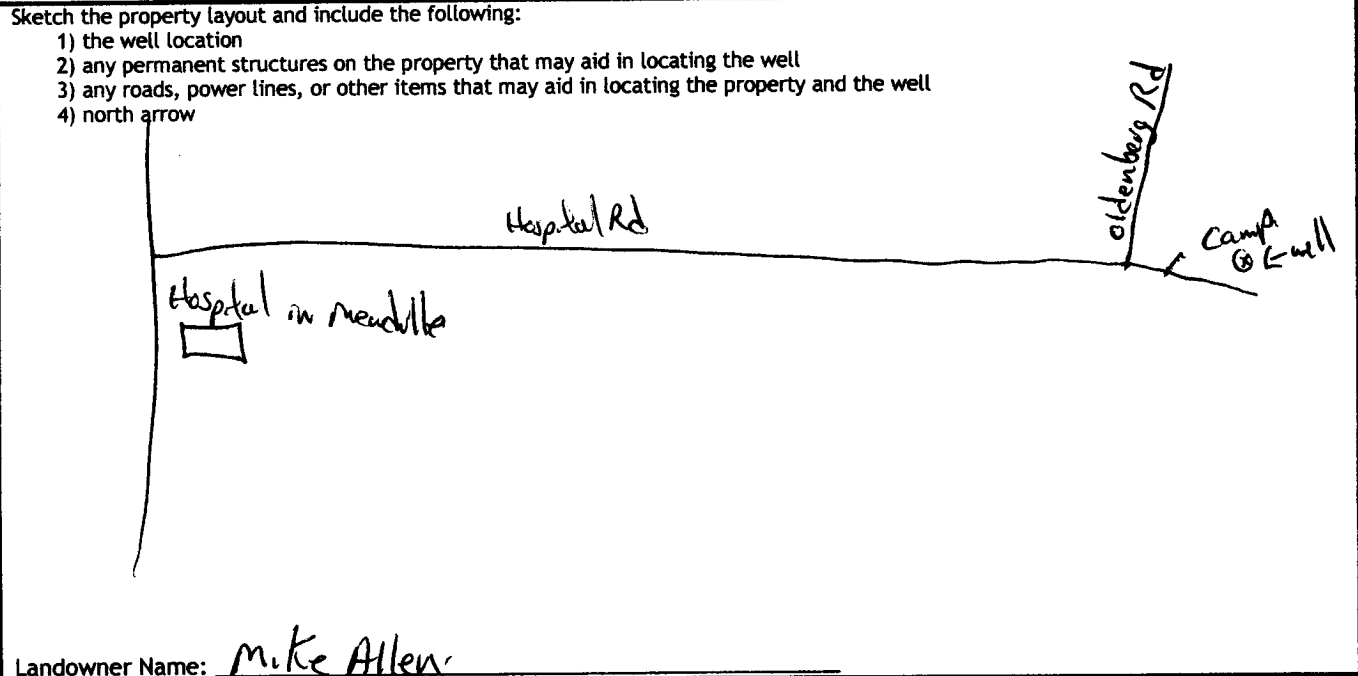 Sketch the property layout and include the following:
1) the well location
2) any permanent structures on the property that may aid in locating the well
3) any roads, power lines, or other items that may aid in locating the property and the well
4) north arrow
Oldenberg Rd
Hospital Rd
Camp
well
Hospital in
Landowner Name: Mike Allen